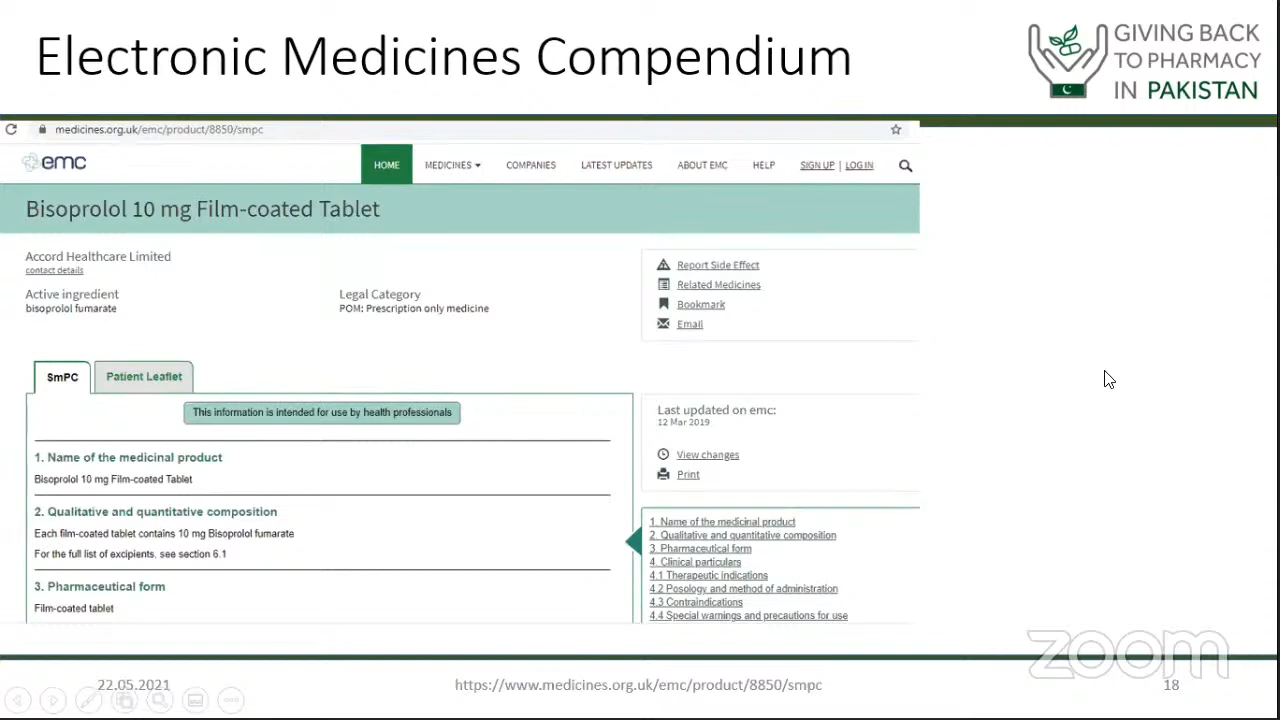 Electronic Medicines Compendium
GIVING BACK
TO PHARMACY
IN PAKISTAN
medicines.org.uk/emc/product/8850/smpc
emc
HOME
MEDICINES
COMPANIES
LATEST UPDATES
ABOUT EMC
HELP
SIGN UP | LOG IN
Bisoprolol 10 mg Film-coated Tablet
Accord Healthcare Limited
contact details
Active ingredient
bisoprolol fumarate
Legal Category
POM: Prescription only medicine
Report Side Effect
Related Medicines
Bookmark
Email
SmPC
Patient Leaflet
This information is intended for use by health professionals
1. Name of the medicinal product
Bisoprolol 10 mg Film-coated Tablet
2. Qualitative and quantitative composition
Each film-coated tablet contains 10 mg Bisoprolol fumarate
For the full list of excipients, see section 6.1
3. Pharmaceutical form
Film-coated tablet
Last updated on emc:
12 Mar 2019
View changes
Print
1. Name of the medicinal product
2. Qualitative and quantitative composition
3. Pharmaceutical form
4. Clinical particulars
4.1 Therapeutic indications
4.2 Posology and method of administration
4.3 Contraindications
4.4 Special warnings and precautions for use
zoom
22.05.2021
https://www.medicines.org.uk/emc/product/8850/smpc
18